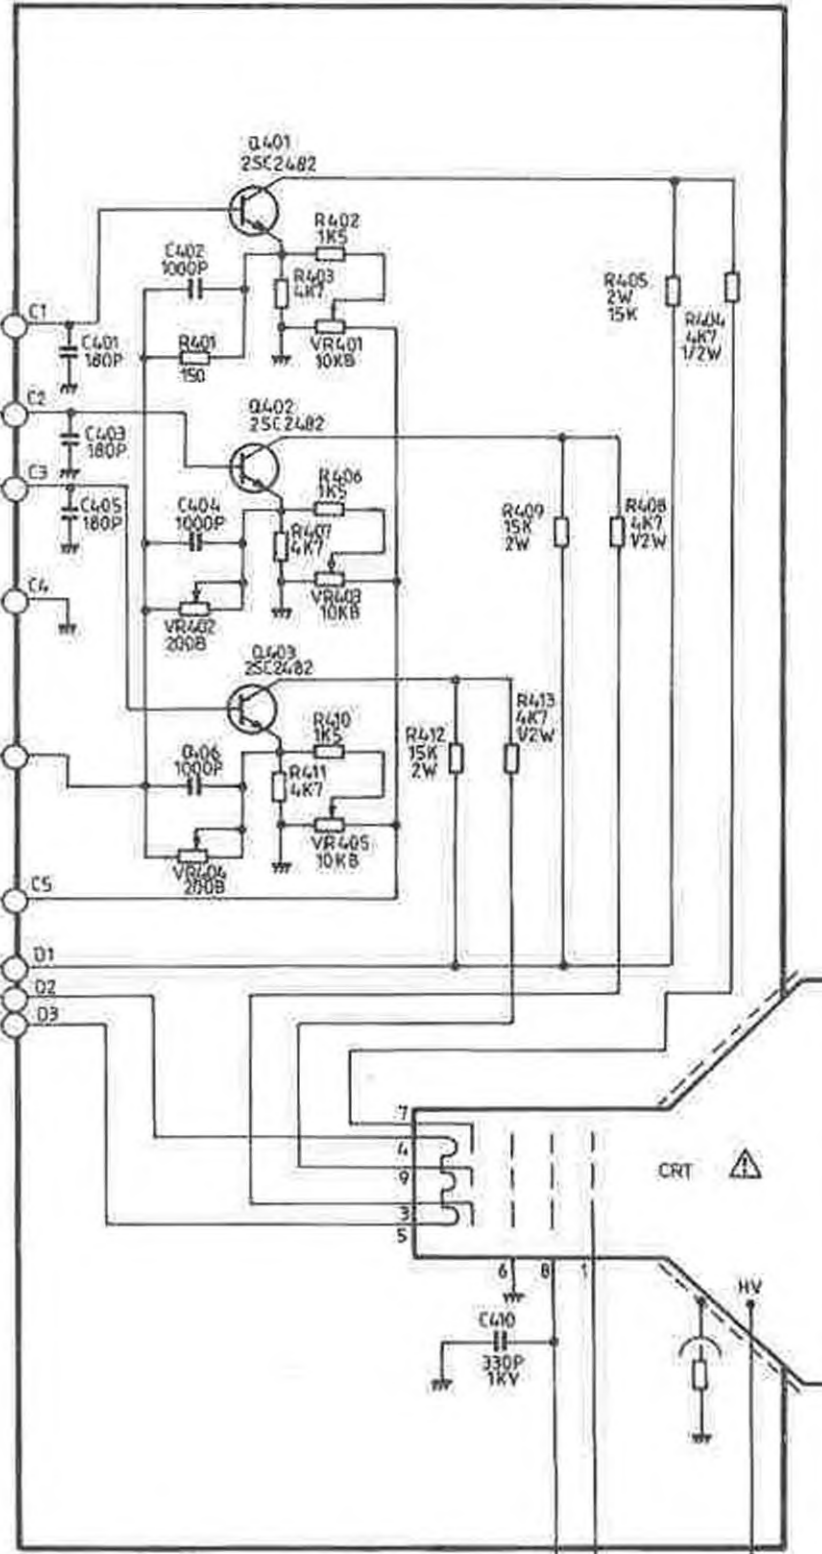 Q401
2SC2482
R402
1K5
C402
1000P
R403
4K7
R405
2W
15K
R404
4K7
1/2W
C1
C401
180P
R401
150
VR401
10KB
C2
Q402
2SC2482
C403
180P
C3
R406
1K5
C405
180P
C404
1000P
R407
4K7
R409
15K
2W
R408
4K7
1/2W
C4
VR403
10KB
VR402
200B
Q403
2SC2482
R410
1K5
R413
4K7
1/2W
R412
15K
2W
1000P
R411
4K7
VR405
10KB
VR404
200B
C5
D1
D2
D3
7
4
9
3
5
CRT
6
8
1
HV
C410
330P
1KV